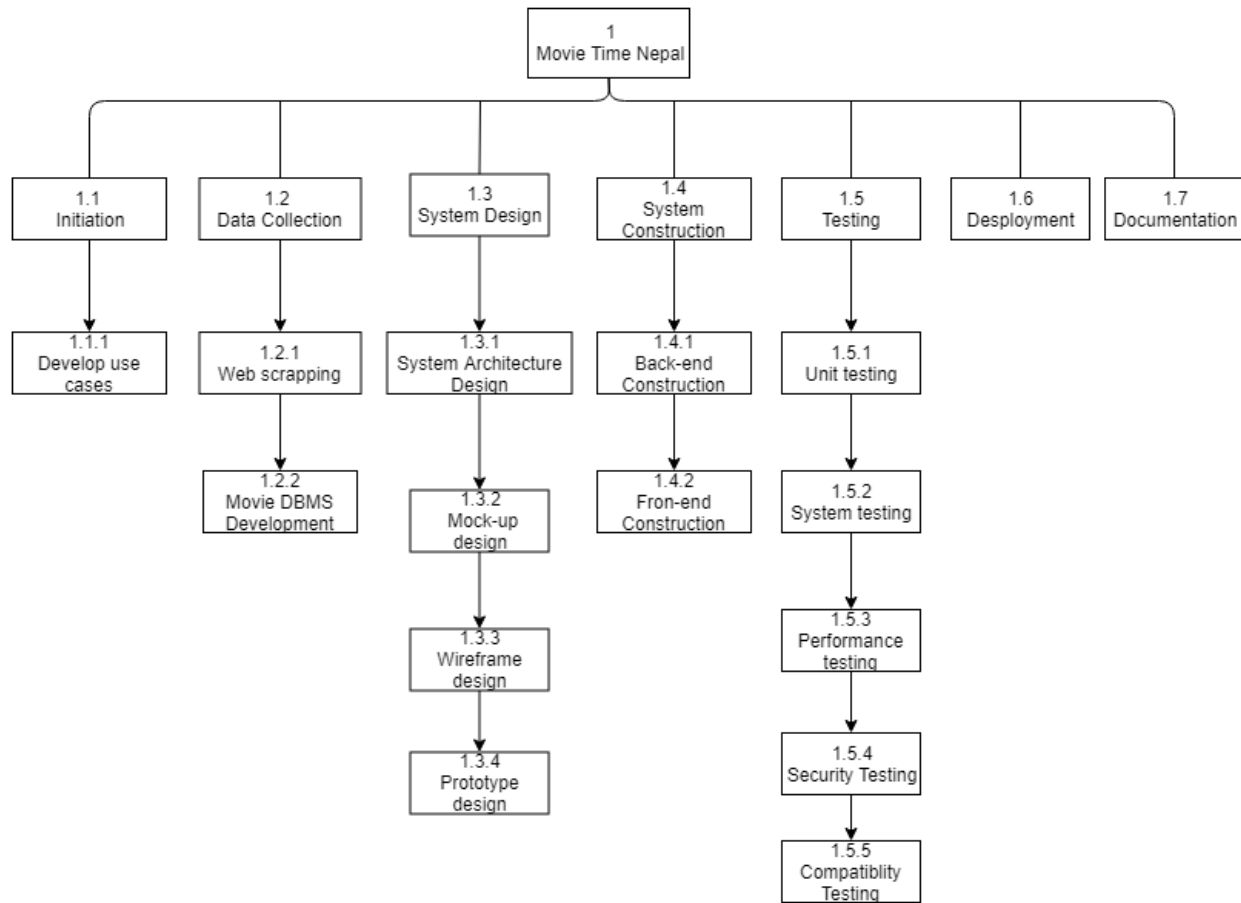 1
Movie Time Nepal
1.1
Initiation
1.2
Data Collection
1.3
System Design
1.4
System
Construction
1.5
Testing
1.6
Desployment
1.7
Documentation
1.1.1
Develop use
cases
1.2.1
Web scrapping
1.3.1
System Architecture
Design
1.4.1
Back-end
Construction
1.5.1
Unit testing
1.2.2
Movie DBMS
Development
1.3.2
Mock-up
design
1.4.2
Fron-end
Construction
1.5.2
System testing
1.3.3
Wireframe
design
1.5.3
Performance
testing
1.3.4
Prototype
design
1.5.4
Security Testing
1.5.5
Compatiblity
Testing